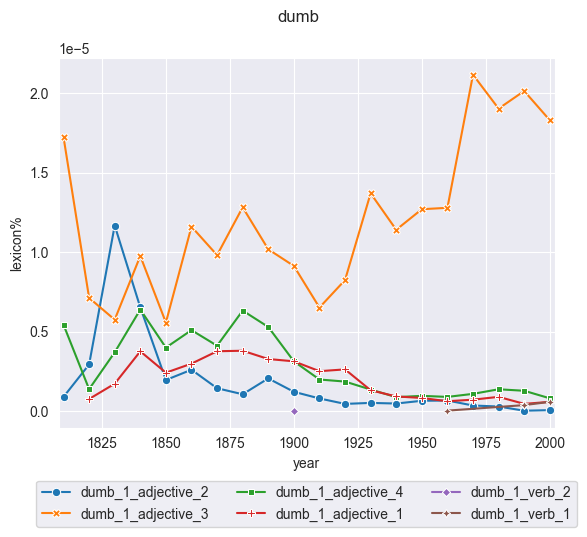 dumb
1e−5
2.0
1.5
1.0
0.5
0.0
lexicon%
1825 1850 1875 1900 1925 1950 1975 2000
year
dumb_1_adjective_2 dumb_1_adjective_4 dumb_1_verb_2
dumb_1_adjective_3 dumb_1_adjective_1 dumb_1_verb_1